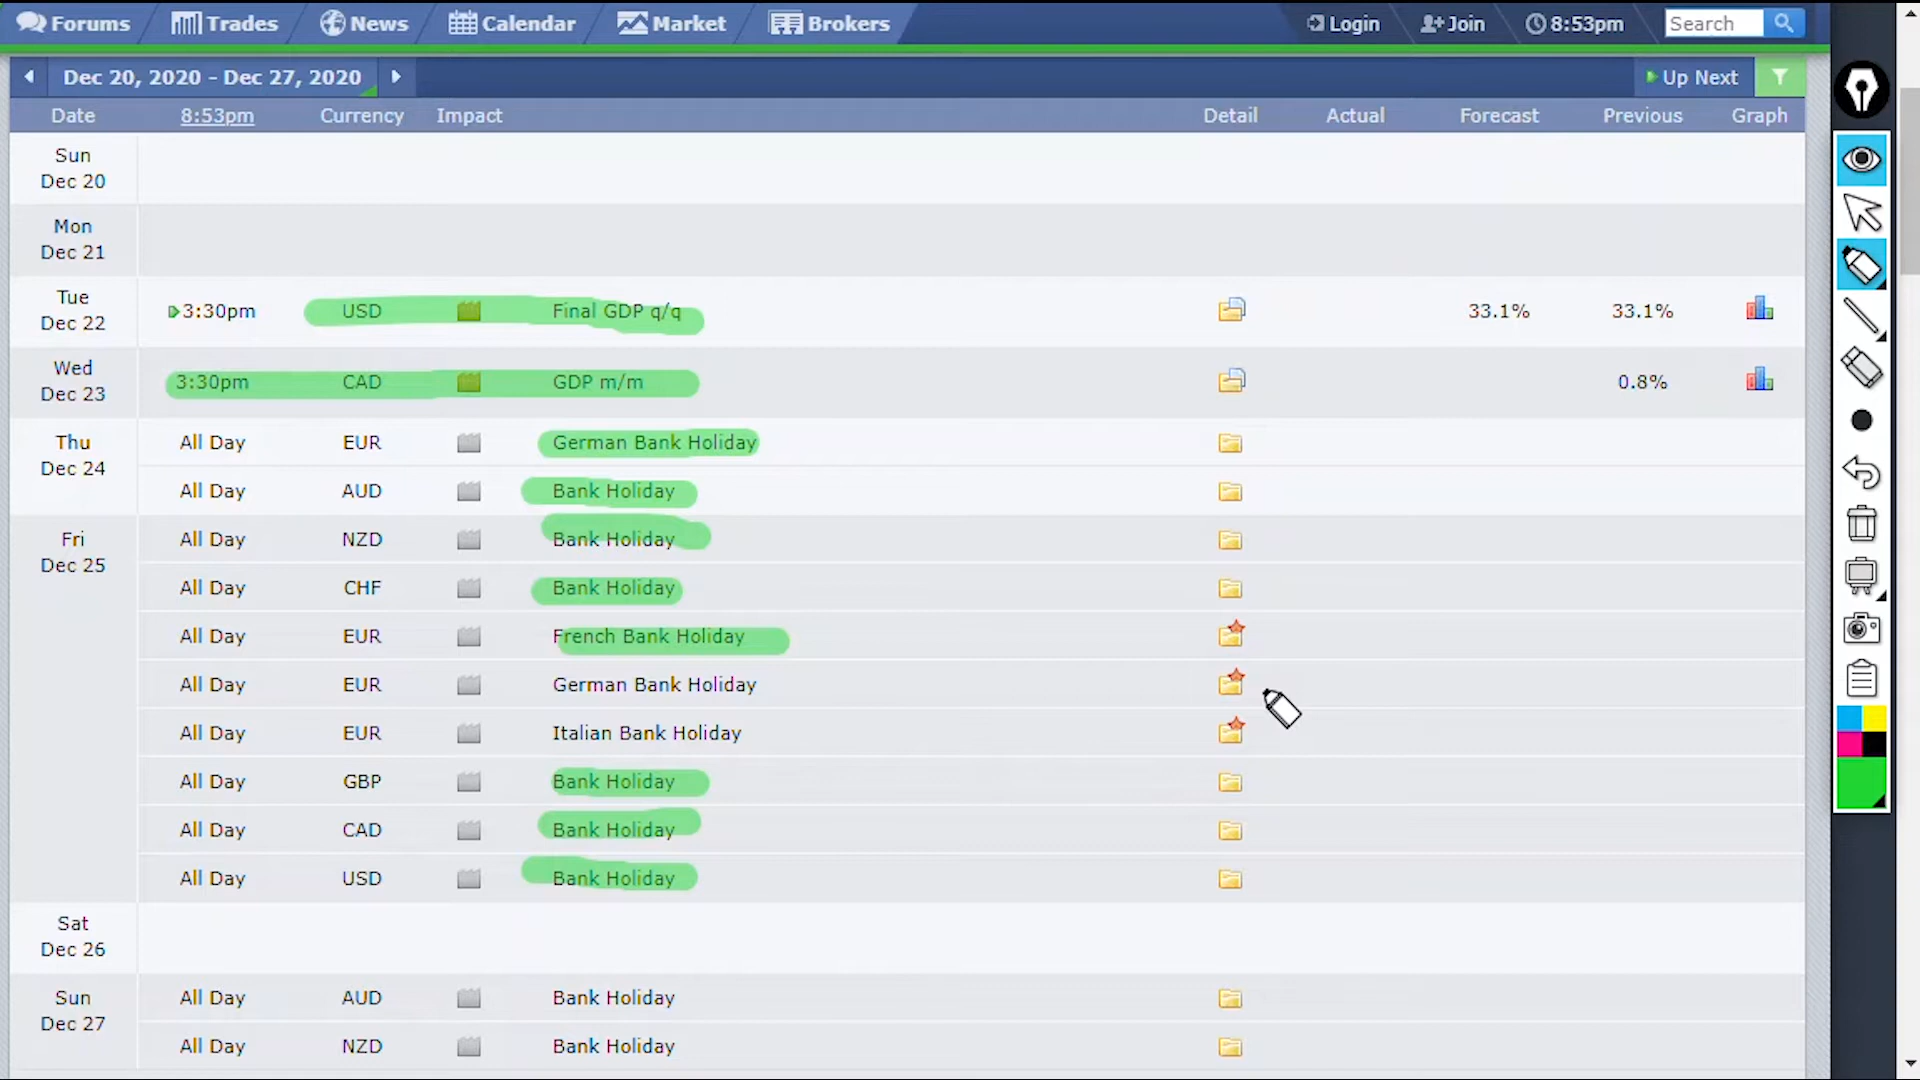 Forums Trades News Calendar Market Brokers Login Join 8:53pm Search
Dec 20, 2020 - Dec 27, 2020 Up Next
Date 8:53pm Currency Impact Detail Actual Forecast Previous Graph
Sun
Dec 20
Mon
Dec 21
Tue
Dec 22
3:30pm USD Final GDP q/q 33.1% 33.1%
Wed
Dec 23
3:30pm CAD GDP m/m 0.8%
Thu
Dec 24
All Day EUR German Bank Holiday
All Day AUD Bank Holiday
Fri
Dec 25
All Day NZD Bank Holiday
All Day CHF Bank Holiday
All Day EUR French Bank Holiday
All Day EUR German Bank Holiday
All Day EUR Italian Bank Holiday
All Day GBP Bank Holiday
All Day CAD Bank Holiday
All Day USD Bank Holiday
Sat
Dec 26
Sun
Dec 27
All Day AUD Bank Holiday
All Day NZD Bank Holiday